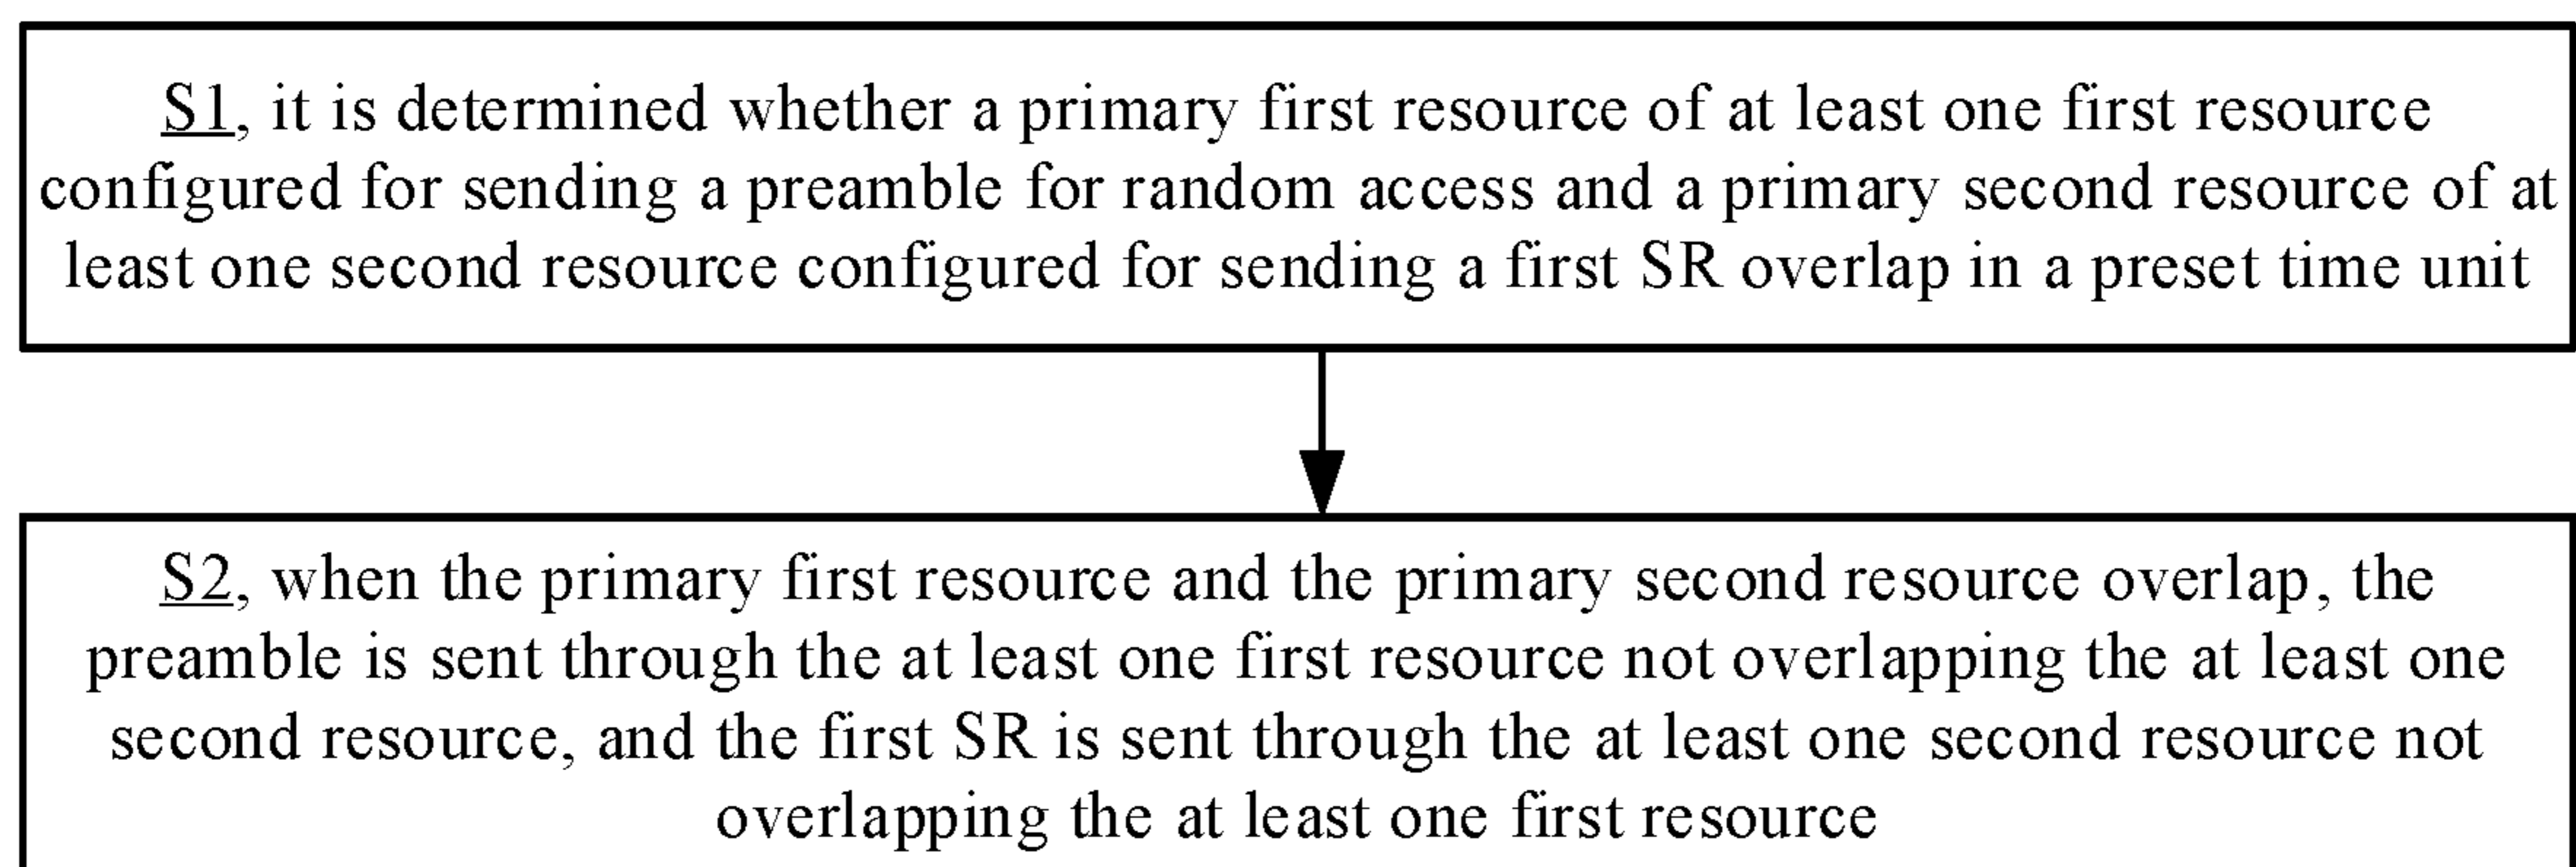 S1, it is determined whether a primary first resource of at least one first resource
configured for sending a preamble for random access and a primary second resource of at
least one second resource configured for sending a first SR overlap in a preset time unit
S2, when the primary first resource and the primary second resource overlap, the
preamble is sent through the at least one first resource not overlapping the at least one
second resource, and the first SR is sent through the at least one second resource not
overlapping the at least one first resource